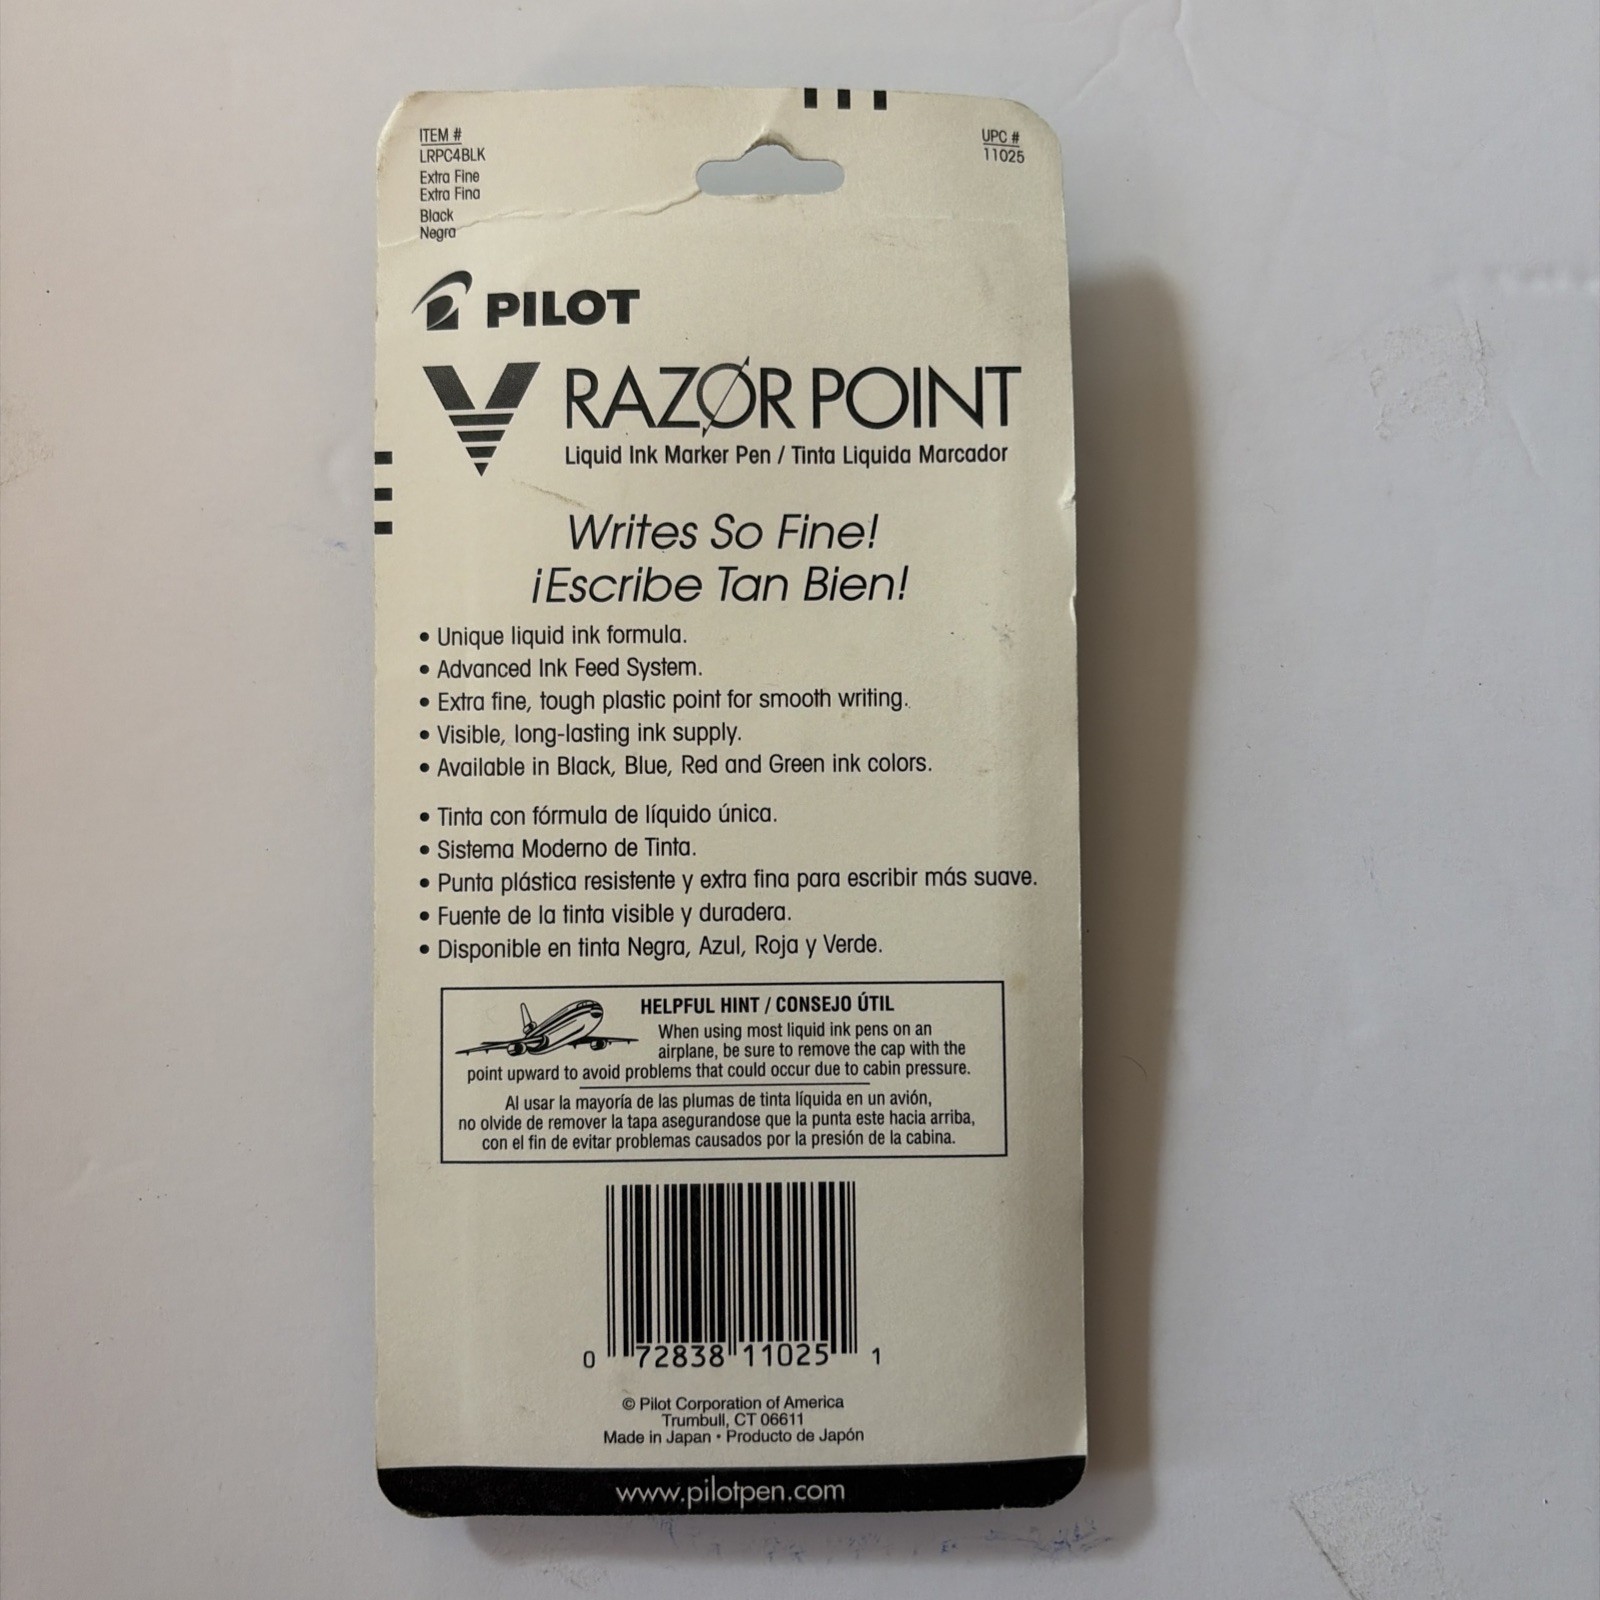 ITEM #
LRPC4BLK
Extra Fine
Extra Fina
Black
Negra
UPC #
11025
PILOT
V RAZOR POINT
Liquid Ink Marker Pen / Tinta Liquida Marcador
Writes So Fine!
¡Escribe Tan Bien!
• Unique liquid ink formula.
• Advanced Ink Feed System.
• Extra fine, tough plastic point for smooth writing.
• Visible, long-lasting ink supply.
• Available in Black, Blue, Red and Green ink colors.
• Tinta con fórmula de líquido única.
• Sistema Moderno de Tinta.
• Punta plástica resistente y extra fina para escribir más suave.
• Fuente de la tinta visible y duradera.
• Disponible en tinta Negra, Azul, Roja y Verde.
HELPFUL HINT / CONSEJO ÚTIL
When using most liquid ink pens on an
airplane, be sure to remove the cap with the
point upward to avoid problems that could occur due to cabin pressure.
Al usar la mayoría de las plumas de tinta líquida en un avión,
no olvide de remover la tapa asegurandose que la punta este hacia arriba,
con el fin de evitar problemas causados por la presión de la cabina.
0 72838 11025 1
© Pilot Corporation of America
Trumbull, CT 06611
Made in Japan • Producto de Japón
www.pilotpen.com